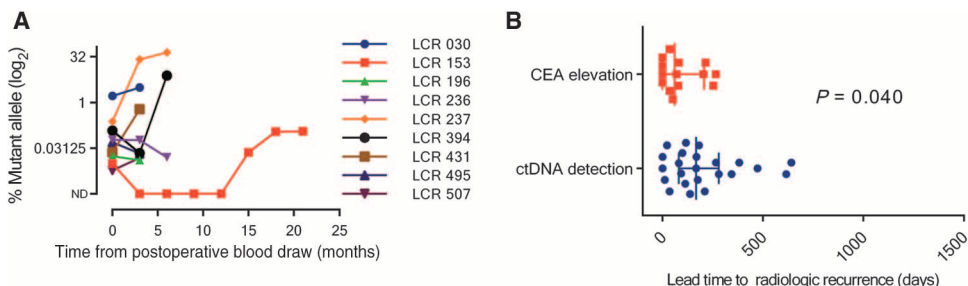 A
% Mutant allele (log2)
32
1
0.03125
ND
0 5 10 15 20 25
Time from postoperative blood draw (months)
LCR 030
LCR 153
LCR 196
LCR 236
LCR 237
LCR 394
LCR 431
LCR 495
LCR 507
B
CEA elevation
ctDNA detection
P = 0.040
0 500 1000 1500
Lead time to radiologic recurrence (days)